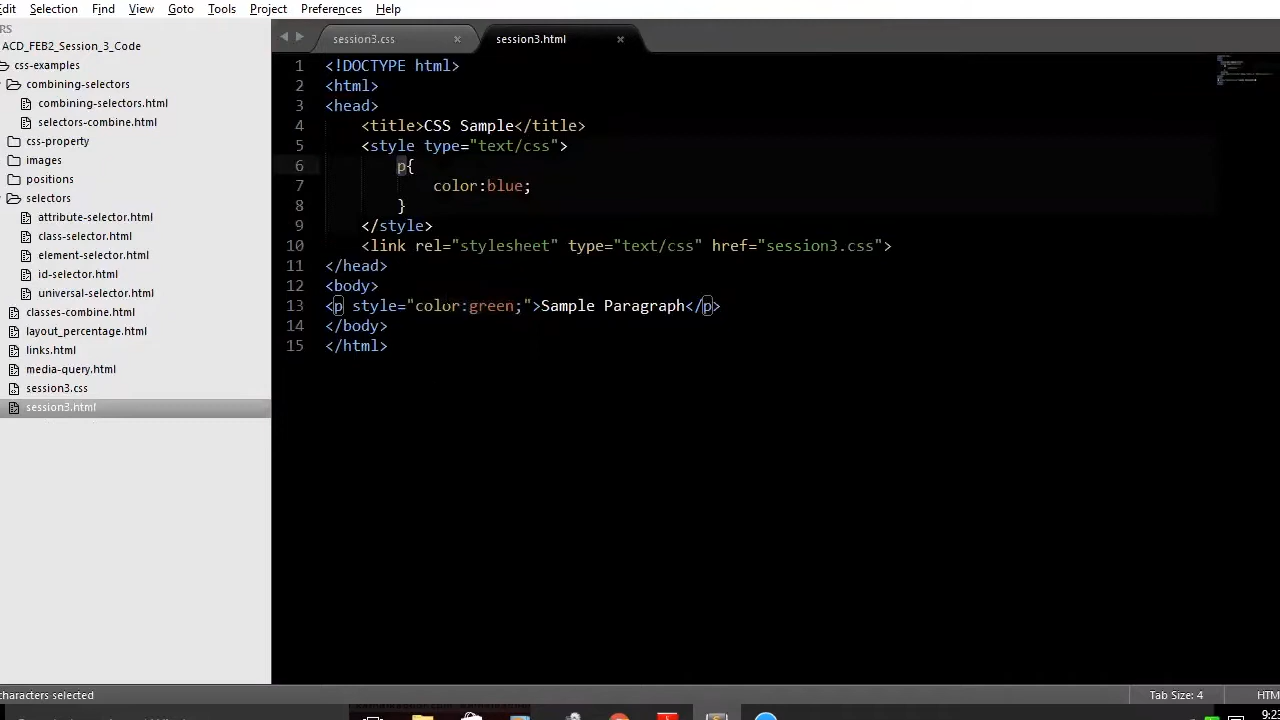 Edit Selection Find View Goto Tools Project Preferences Help
RS
ACD_FEB2_Session_3_Code
css-examples
combining-selectors
combining-selectors.html
selectors-combine.html
css-property
images
positions
selectors
attribute-selector.html
class-selector.html
element-selector.html
id-selector.html
universal-selector.html
classes-combine.html
layout_percentage.html
links.html
media-query.html
session3.css
session3.html
session3.css × session3.html ×
1 <!DOCTYPE html>
2 <html>
3 <head>
4 <title>CSS Sample</title>
5 <style type="text/css">
6 p{
7 color:blue;
8 }
9 </style>
10 <link rel="stylesheet" type="text/css" href="session3.css">
11 </head>
12 <body>
13 <p style="color:green;">Sample Paragraph</p>
14 </body>
15 </html>
characters selected Tab Size: 4 HTM
9:23